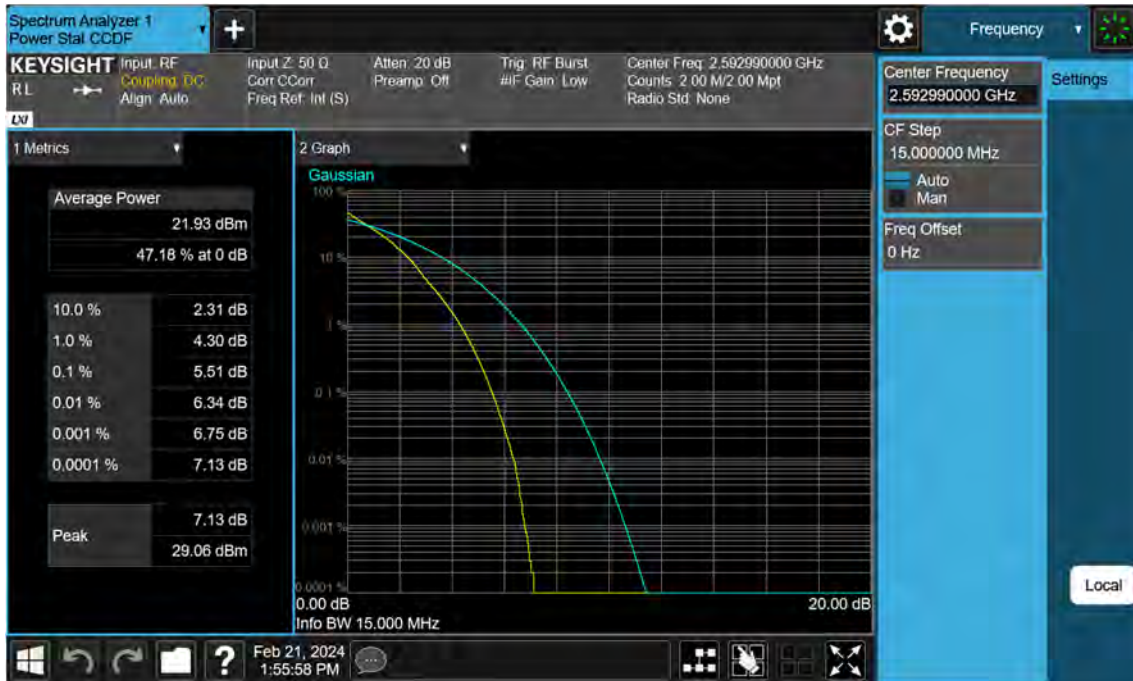 Spectrum Analyzer 1
Power Stat CCDF
+
Frequency
KEYSIGHT
RL
LXI
Input: RF
Coupling: DC
Align: Auto
Input Z: 50 Ω
Corr CCorr
Freq Ref: Int (S)
Atten: 20 dB
Preamp: Off
Trig: RF Burst
#IF Gain: Low
Center Freq: 2.592990000 GHz
Counts: 2.00 M/2.00 Mpt
Radio Std: None
Center Frequency
2.592990000 GHz
Settings
CF Step
15.000000 MHz
Auto
Man
Freq Offset
0 Hz
1 Metrics
Average Power
21.93 dBm
47.18 % at 0 dB
10.0 % 2.31 dB
1.0 % 4.30 dB
0.1 % 5.51 dB
0.01 % 6.34 dB
0.001 % 6.75 dB
0.0001 % 7.13 dB
Peak
7.13 dB
29.06 dBm
2 Graph
Gaussian
100 %
10 %
1 %
0.1 %
0.01 %
0.001 %
0.0001 %
0.00 dB 20.00 dB
Info BW 15.000 MHz
Local
?
Feb 21, 2024
1:55:58 PM